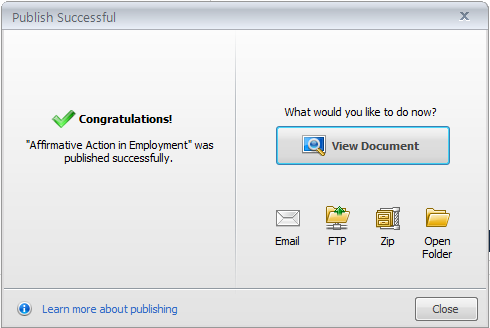 Publish Successful
Congratulations!
"Affirmative Action in Employment" was
published successfully.
What would you like to do now?
View Document
Email
FTP
Zip
Open
Folder
Learn more about publishing
Close